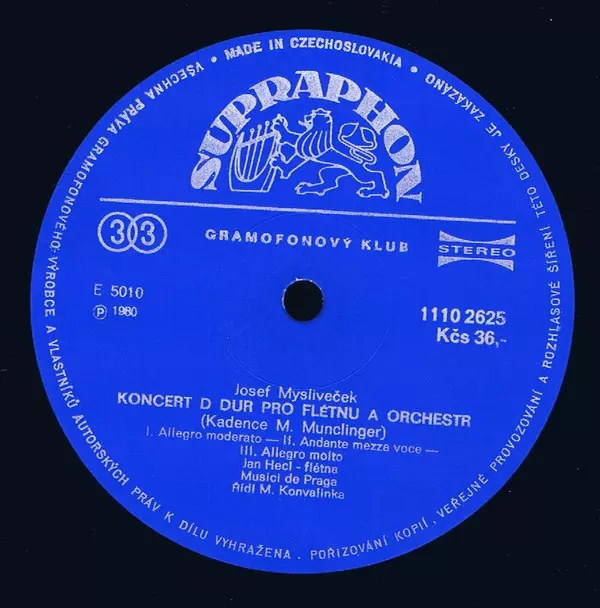 VŠECHNA PRÁVA GRAMOFONOVÉHO VÝROBCE A VLASTNÍKŮ AUTORSKÝCH PRÁV K DÍLU VYHRAŽENA. POŘIZOVÁNÍ KOPIÍ, VEŘEJNÉ PROVOZOVÁNÍ A ROZHLASOVÉ ŠÍŘENÍ TÉTO DESKY JE ZAKÁZÁNO • MADE IN CZECHOSLOVAKIA •
SUPRAPHON
33
GRAMOFONOVÝ KLUB
STEREO
E 5010
℗ 1980
1110 2625
Kčs 36,-
Josef Mysliveček
KONCERT D DUR PRO FLÉTNU A ORCHESTR
(Kadence M. Munclinger)
I. Allegro moderato — II. Andante mezza voce —
III. Allegro molto
Jan Hecl - flétna
Musici de Praga
Řídí M. Konvalinka